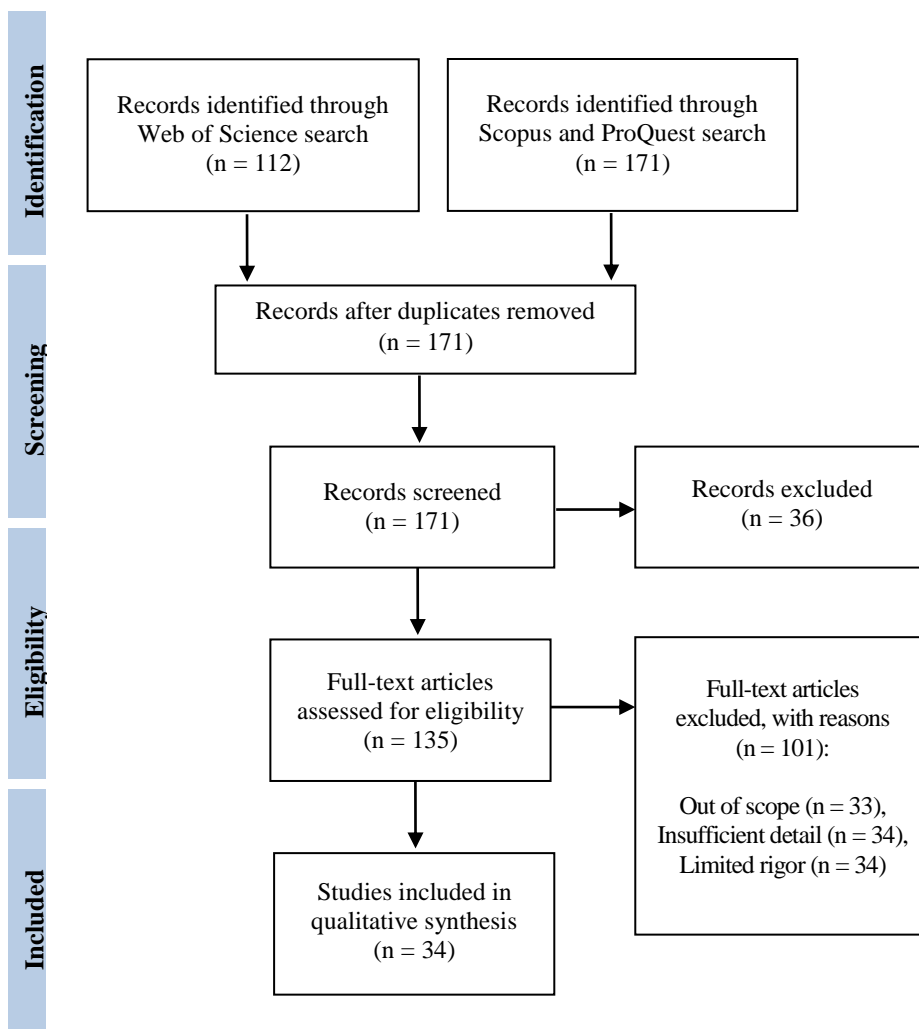 Identification
Records identified through
Web of Science search
(n = 112)
Records identified through
Scopus and ProQuest search
(n = 171)
Screening
Records after duplicates removed
(n = 171)
Records screened
(n = 171)
Records excluded
(n = 36)
Eligibility
Full-text articles
assessed for eligibility
(n = 135)
Full-text articles
excluded, with reasons
(n = 101):
Out of scope (n = 33),
Insufficient detail (n = 34),
Limited rigor (n = 34)
Included
Studies included in
qualitative synthesis
(n = 34)